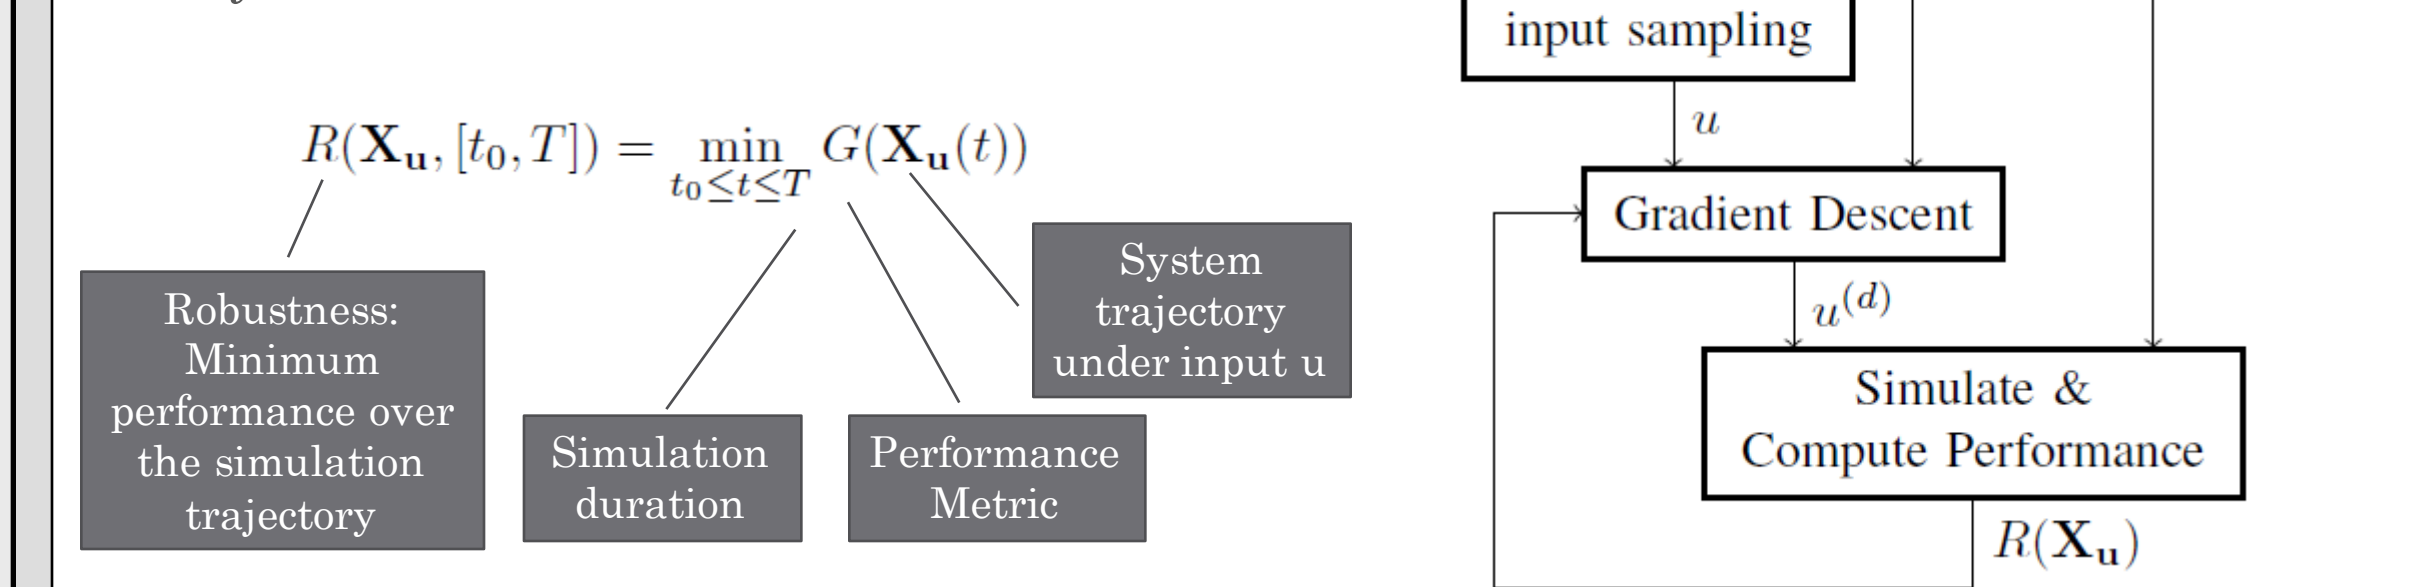 R(X_u, [t_0, T]) = min G(X_u(t))
t_0≤t≤T
Robustness:
Minimum
performance over
the simulation
trajectory
Simulation
duration
Performance
Metric
System
trajectory
under input u
input sampling
u
Gradient Descent
u^(d)
Simulate &
Compute Performance
R(X_u)